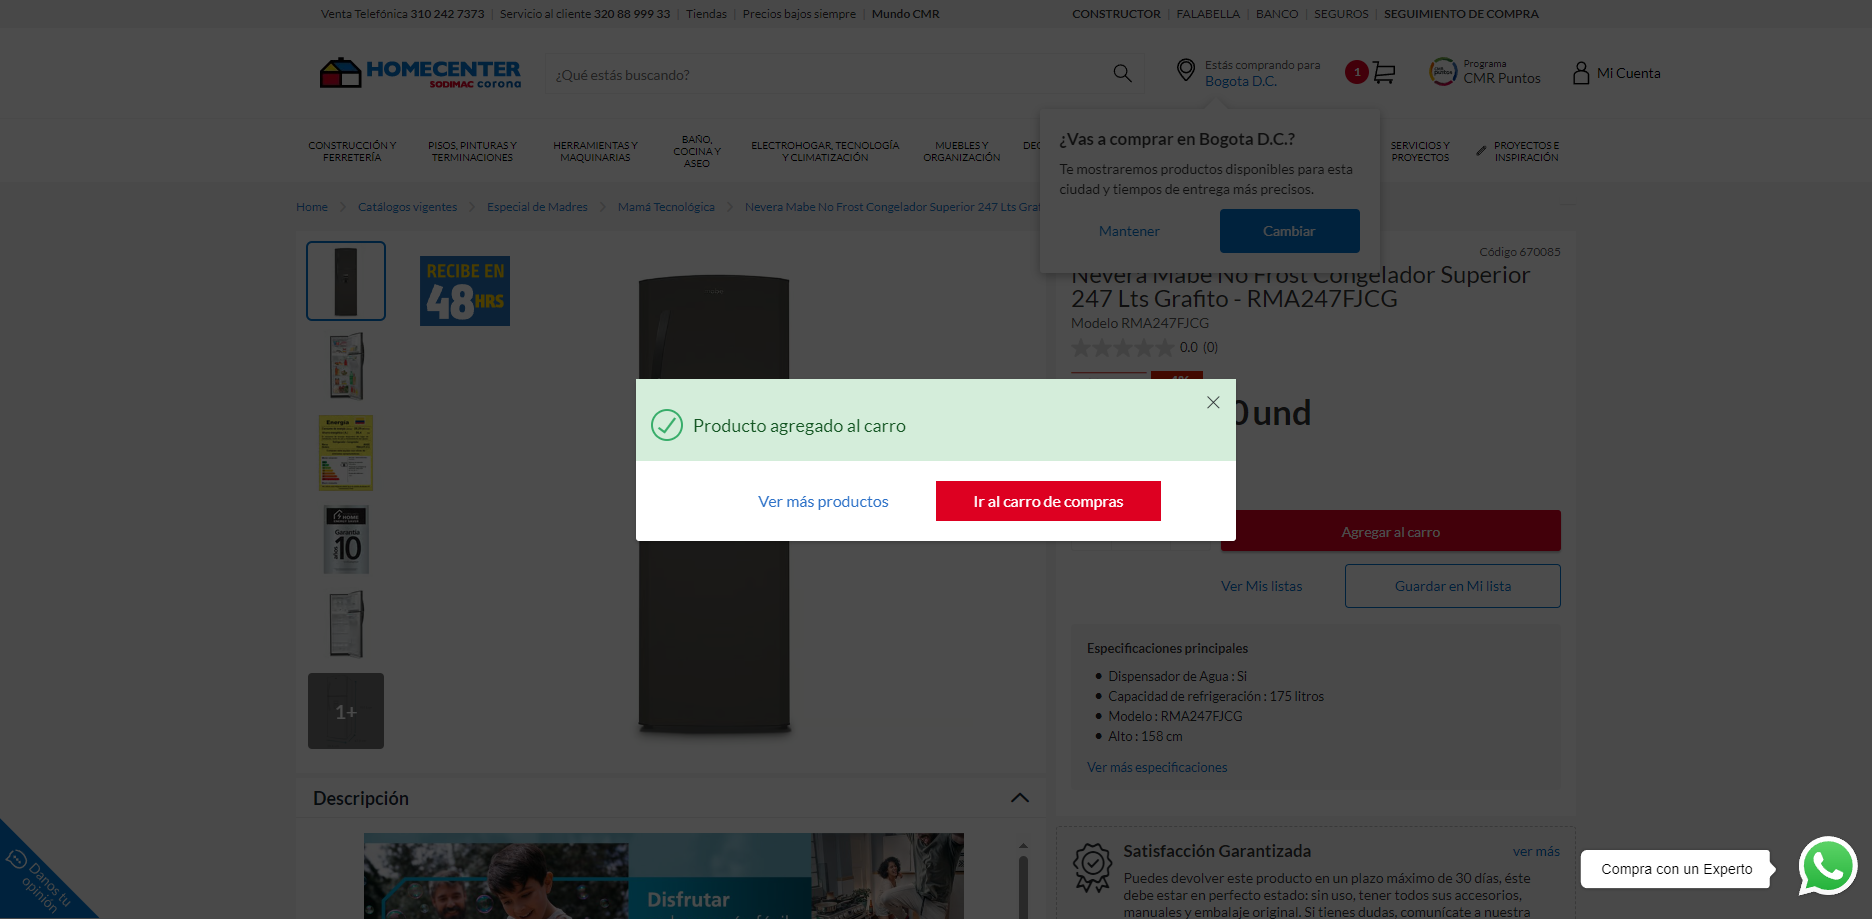 Venta Telefónica 310 242 7373 | Servicio al cliente 320 88 999 33 | Tiendas | Precios bajos siempre | Mundo CMR
CONSTRUCTOR | FALABELLA | BANCO | SEGUROS | SEGUIMIENTO DE COMPRA
HOMECENTER
SODIMAC corona
¿Qué estás buscando?
Estás comprando para
Bogota D.C.
1
Programa
CMR Puntos
Mi Cuenta
CONSTRUCCIÓN Y
FERRETERÍA
PISOS, PINTURAS Y
TERMINACIONES
HERRAMIENTAS Y
MAQUINARIAS
BAÑO,
COCINA Y
ASEO
ELECTROHOGAR, TECNOLOGÍA
Y CLIMATIZACIÓN
MUEBLES Y
ORGANIZACIÓN
SERVICIOS Y
PROYECTOS
PROYECTOS E
INSPIRACIÓN
¿Vas a comprar en Bogota D.C.?
Te mostraremos productos disponibles para esta
ciudad y tiempos de entrega más precisos.
Mantener
Cambiar
Home
Catálogos vigentes
Especial de Madres
Mamá Tecnológica
Nevera Mabe No Frost Congelador Superior 247 Lts
RECIBE EN
48HRS
Energía
HOME
Garantía
10
años
1+
Código 670085
Nevera Mabe No Frost Congelador Superior
247 Lts Grafito - RMA247FJCG
Modelo RMA247FJCG
0.0 (0)
0 und
Producto agregado al carro
Ver más productos
Ir al carro de compras
Agregar al carro
Ver Mis listas
Guardar en Mi lista
Especificaciones principales
Dispensador de Agua : Si
Capacidad de refrigeración : 175 litros
Modelo : RMA247FJCG
Alto : 158 cm
Ver más especificaciones
Descripción
Disfrutar
Satisfacción Garantizada
ver más
Puedes devolver este producto en un plazo máximo de 30 días, éste
debe estar en perfecto estado: sin uso, tener todos sus accesorios,
manuales y embalaje original. Si tienes dudas, comunícate a nuestra
Danos tu
opinión
Compra con un Experto